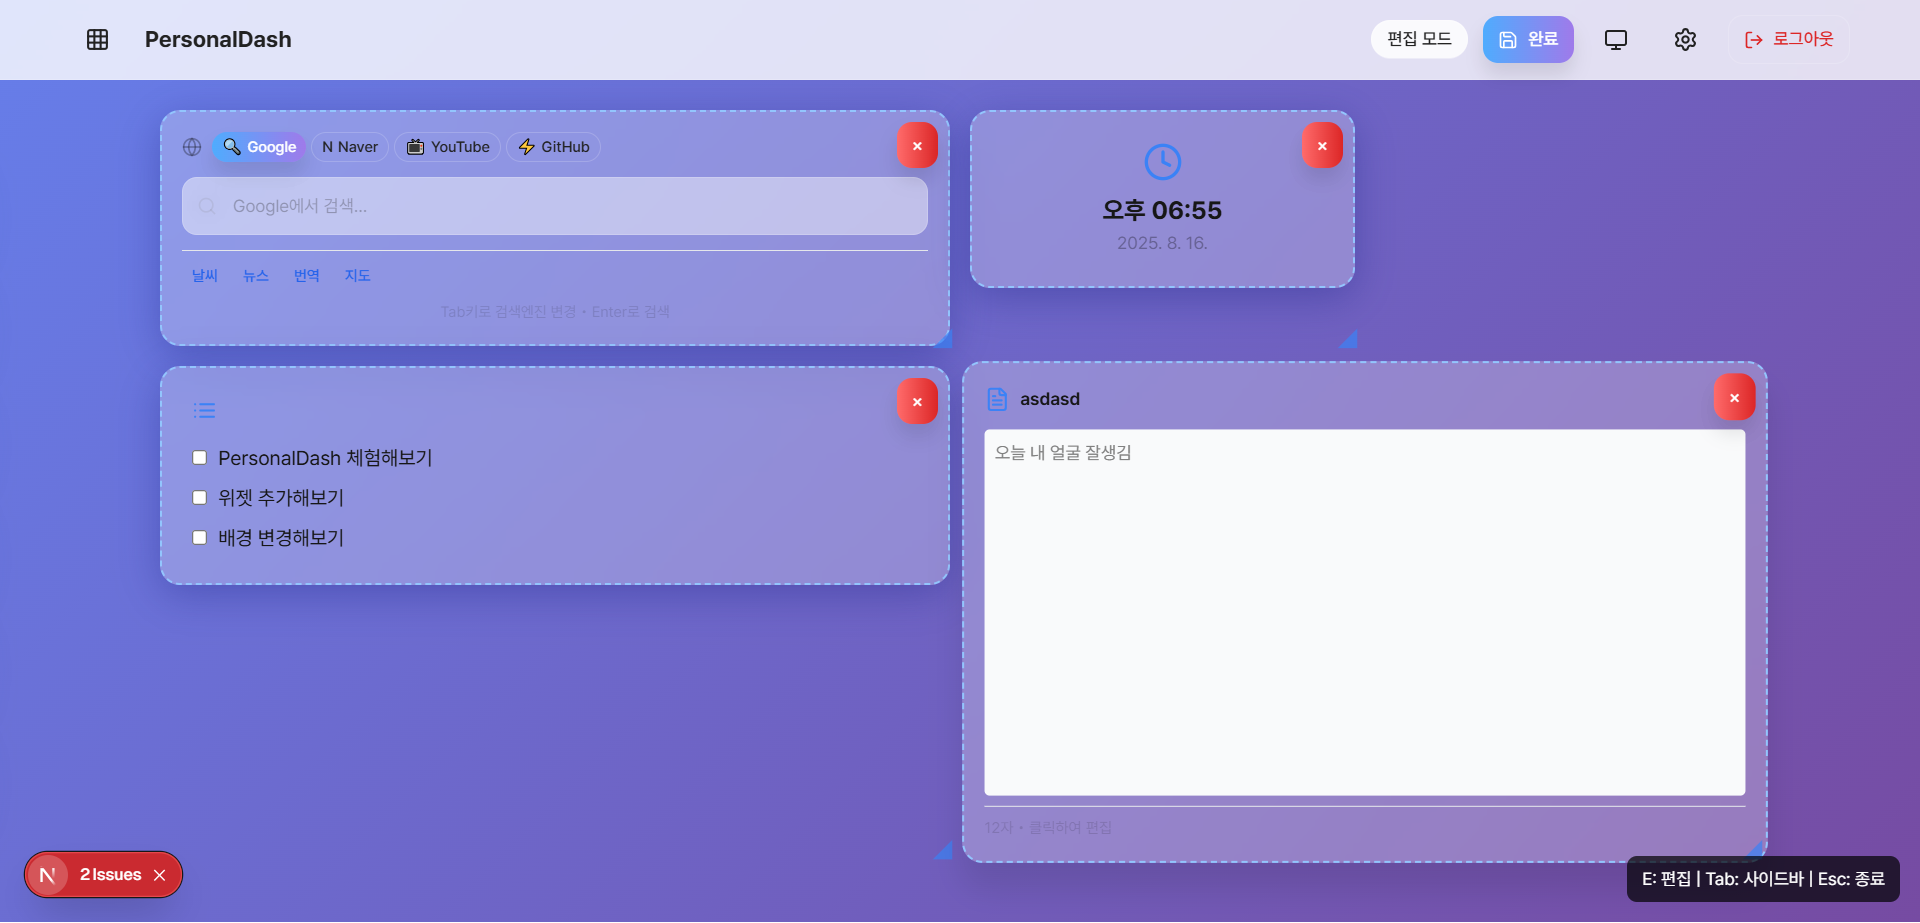 PersonalDash
편집 모드
완료
로그아웃
Google
N Naver
YouTube
GitHub
×
Google에서 검색...
날씨 뉴스 번역 지도
Tab키로 검색엔진 변경 • Enter로 검색
×
오후 06:55
2025. 8. 16.
×
PersonalDash 체험해보기
위젯 추가해보기
배경 변경해보기
asdasd
×
오늘 내 얼굴 잘생김
12자 • 클릭하여 편집
N 2 Issues ×
E: 편집 | Tab: 사이드바 | Esc: 종료